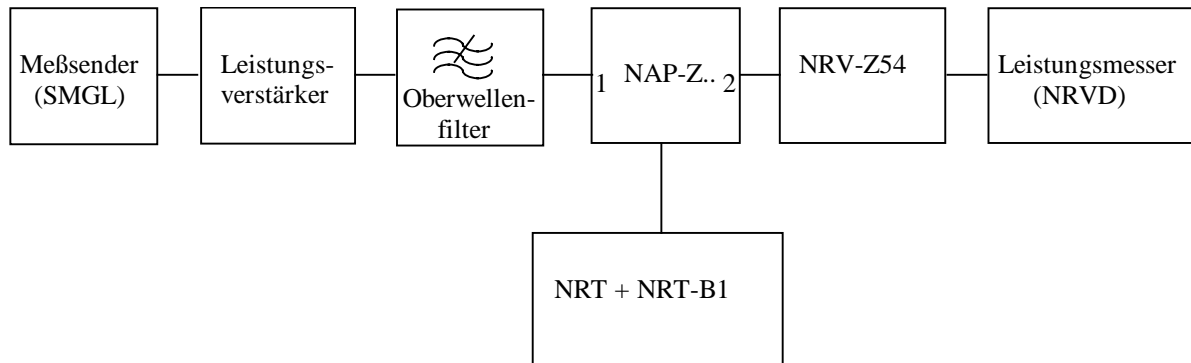 Meßsender
(SMGL)
Leistungs-
verstärker
Oberwellen-
filter
1 NAP-Z.. 2
NRV-Z54
Leistungsmesser
(NRVD)
NRT + NRT-B1